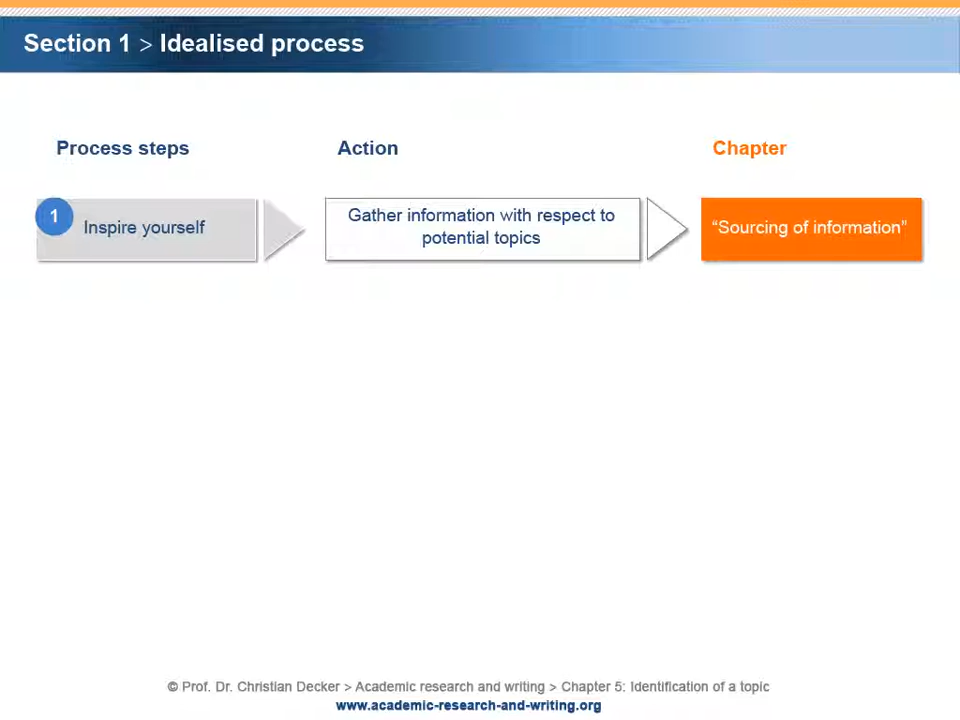 Section 1 > Idealised process
Process steps
Action
Chapter
1
Inspire yourself
Gather information with respect to
potential topics
“Sourcing of information”
© Prof. Dr. Christian Decker > Academic research and writing > Chapter 5: Identification of a topic
www.academic-research-and-writing.org